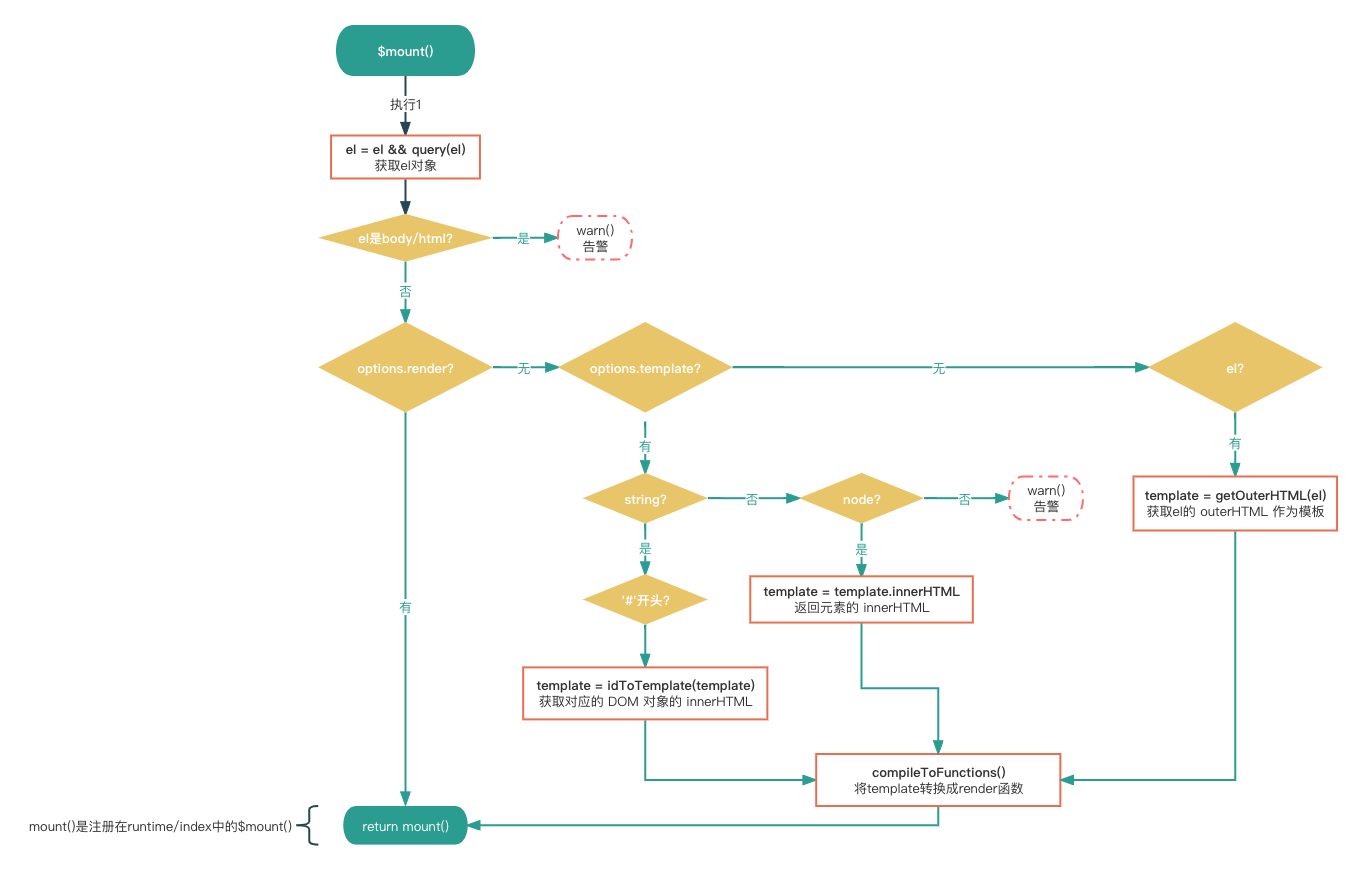 $mount()
执行1
el = el && query(el)
获取el对象
el是body/html?
是
warn()
告警
否
options.render?
无
options.template?
无
el?
有
有
string?
否
node?
否
warn()
告警
template = getOuterHTML(el)
获取el的 outerHTML 作为模板
是
是
'#'开头?
template = template.innerHTML
返回元素的 innerHTML
有
template = idToTemplate(template)
获取对应的 DOM 对象的 innerHTML
compileToFunctions()
将template转换成render函数
mount()是注册在runtime/index中的$mount()
return mount()